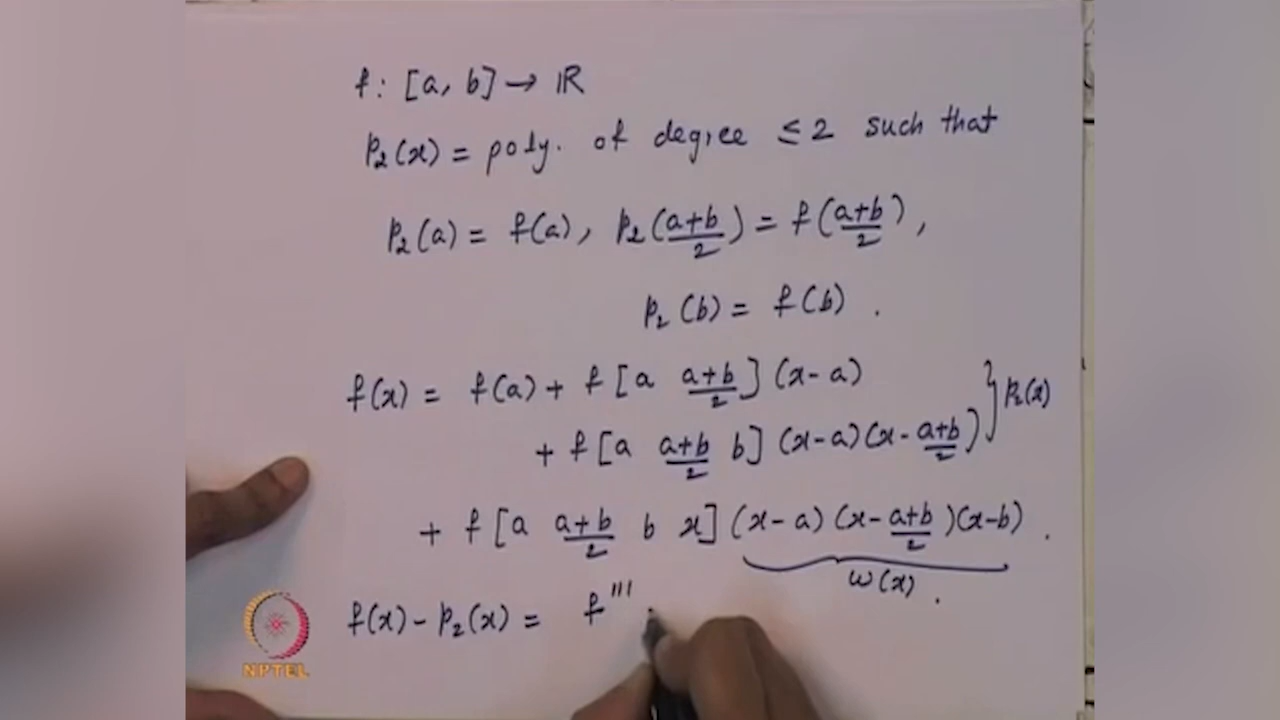 f: [a, b] → ℝ
p₂(x) = poly. of degree ≤ 2 such that
p₂(a) = f(a), p₂((a+b)/2) = f((a+b)/2),
p₂(b) = f(b).
f(x) = f(a) + f[a (a+b)/2](x-a)
+ f[a (a+b)/2 b](x-a)(x-(a+b)/2) } p₂(x)
+ f[a (a+b)/2 b x](x-a)(x-(a+b)/2)(x-b).
w(x).
f(x) - p₂(x) = f'''
NPTEL